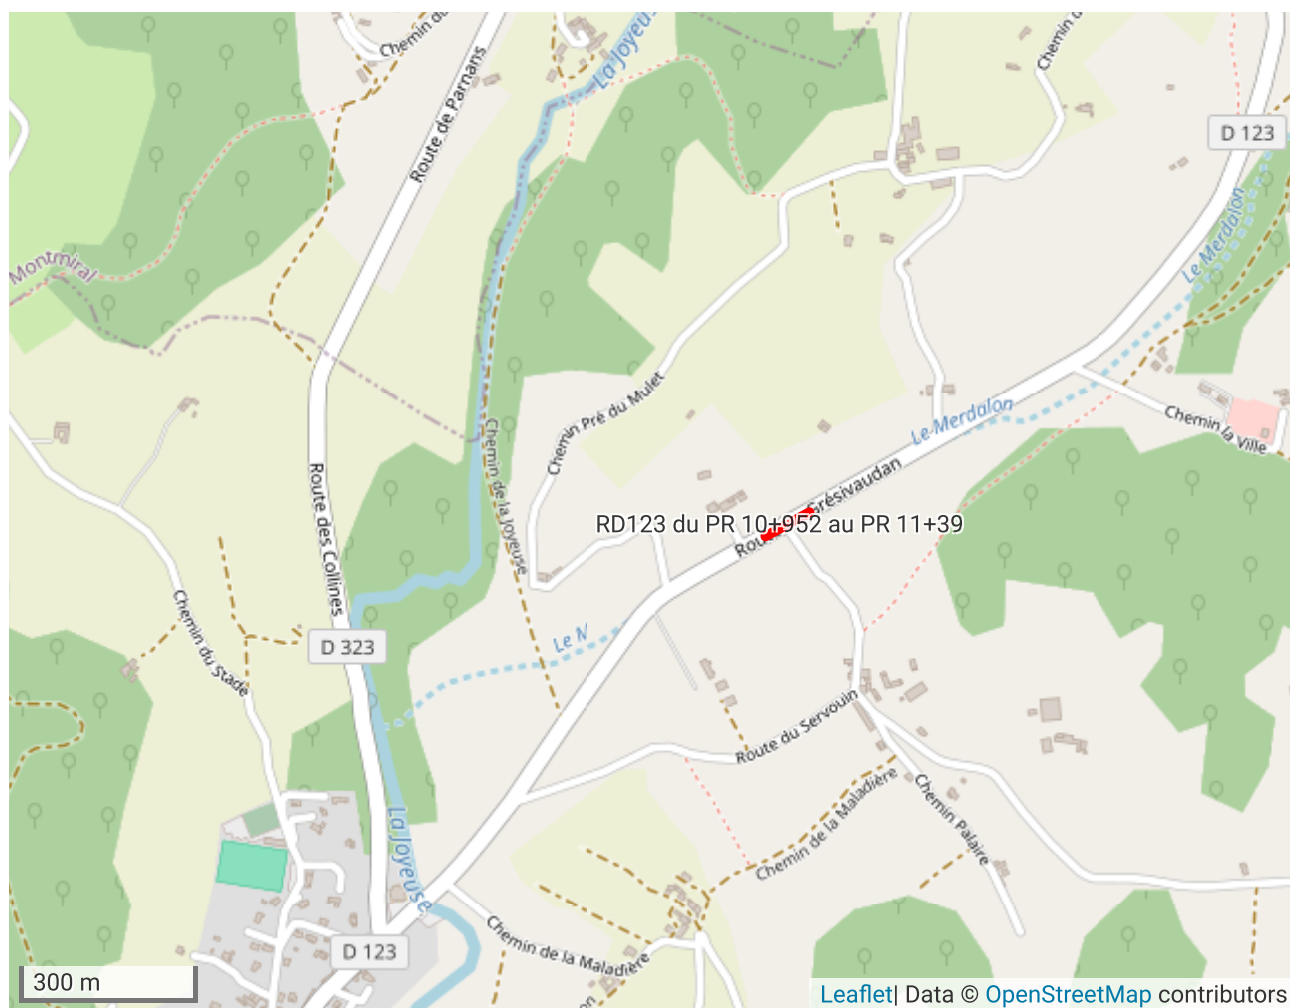 Chemin du
La Joyeus
Chemin d
Route de Parnans
D 123
Montmiral
Le Merdalon
Chemin Pré du Mulet
Le Merdalon
Chemin la Ville
Chemin de la Joyeuse
Route des Collines
Grésivaudan
RD123 du PR 10+952 au PR 11+39
Rou
Chemin du Stade
Le N
D 323
Route du Servouin
Chemin de la Maladière
Chemin Palaire
La Joyeuse
Chemin de la Maladière
D 123
300 m
on
Leaflet| Data © OpenStreetMap contributors